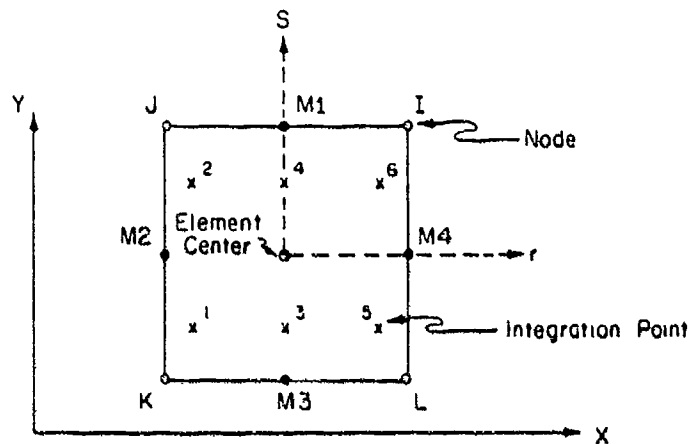 S
Y
J
M1
I
Node
2
4
6
Element
Center
M2
M4
r
1
3
5
Integration Point
K
M3
L
X